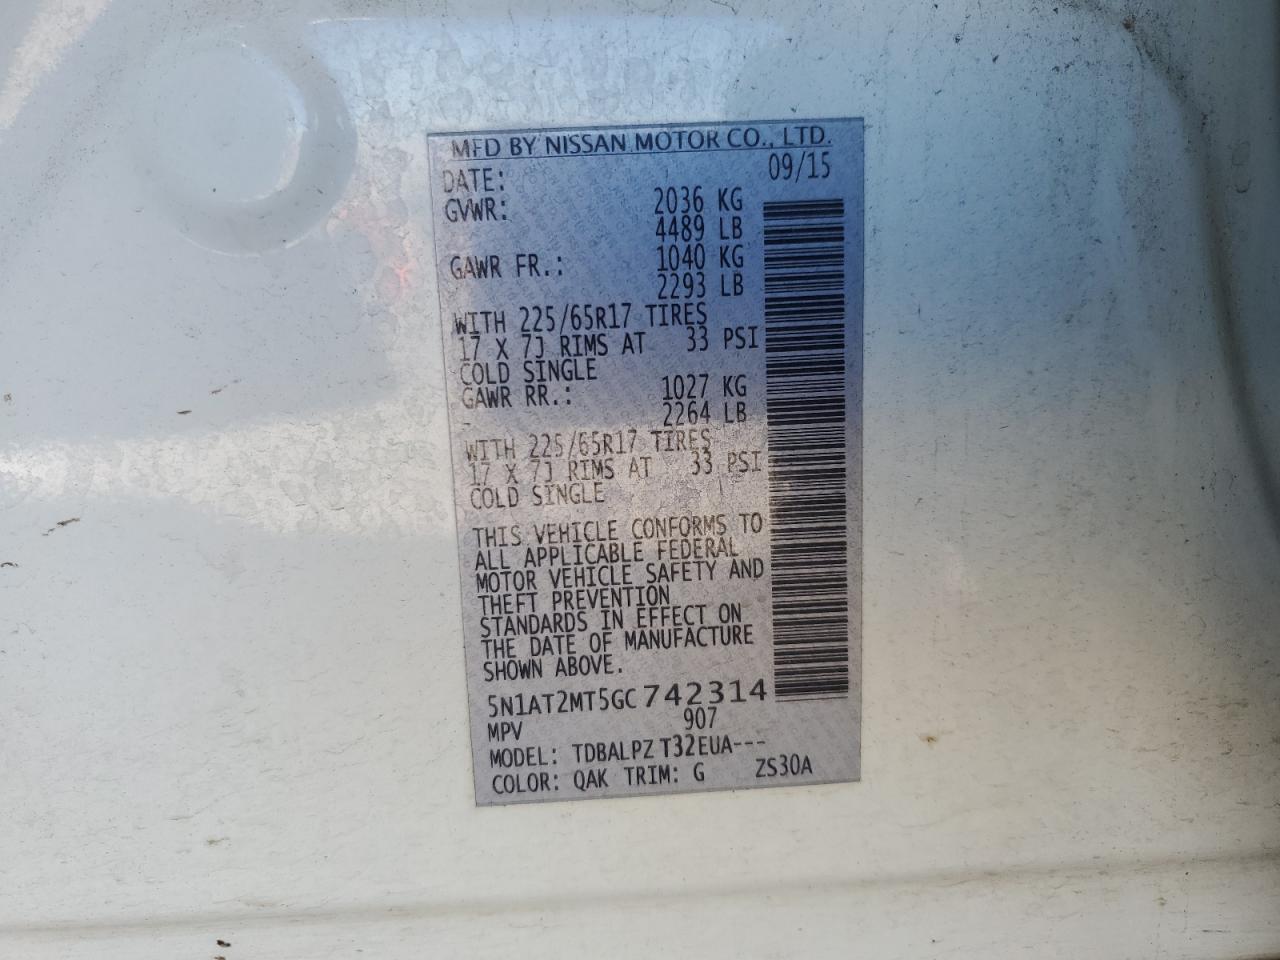 MFD BY NISSAN MOTOR CO., LTD.
DATE: 09/15
GVWR: 2036 KG
4489 LB
GAWR FR.: 1040 KG
2293 LB
WITH 225/65R17 TIRES
17 X 7J RIMS AT 33 PSI
COLD SINGLE
GAWR RR.: 1027 KG
- 2264 LB
WITH 225/65R17 TIRES
17 X 7J RIMS AT 33 PSI
COLD SINGLE
THIS VEHICLE CONFORMS TO
ALL APPLICABLE FEDERAL
MOTOR VEHICLE SAFETY AND
THEFT PREVENTION
STANDARDS IN EFFECT ON
THE DATE OF MANUFACTURE
SHOWN ABOVE.
5N1AT2MT5GC742314
MPV 907
MODEL: TDBALPZ T32EUA---
COLOR: QAK TRIM: G ZS30A